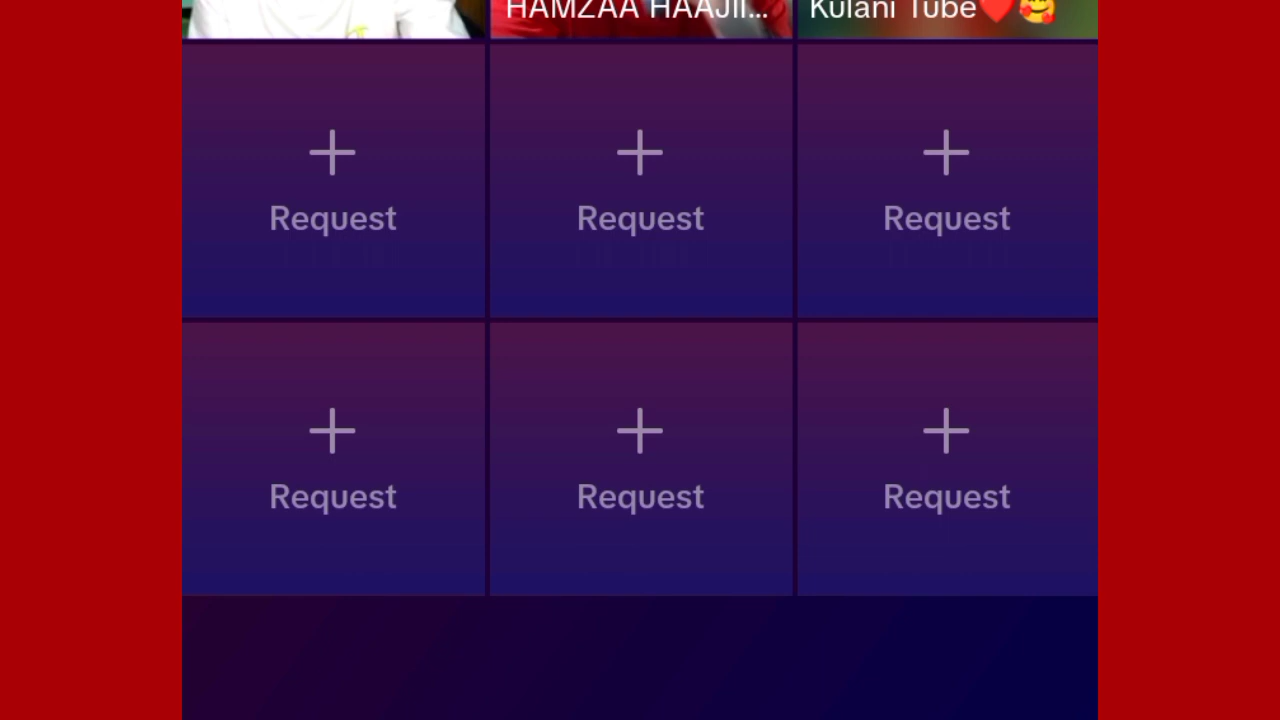 HAMZAA HAAJII...
Kulani Tube❤️🥰
Request
Request
Request
Request
Request
Request